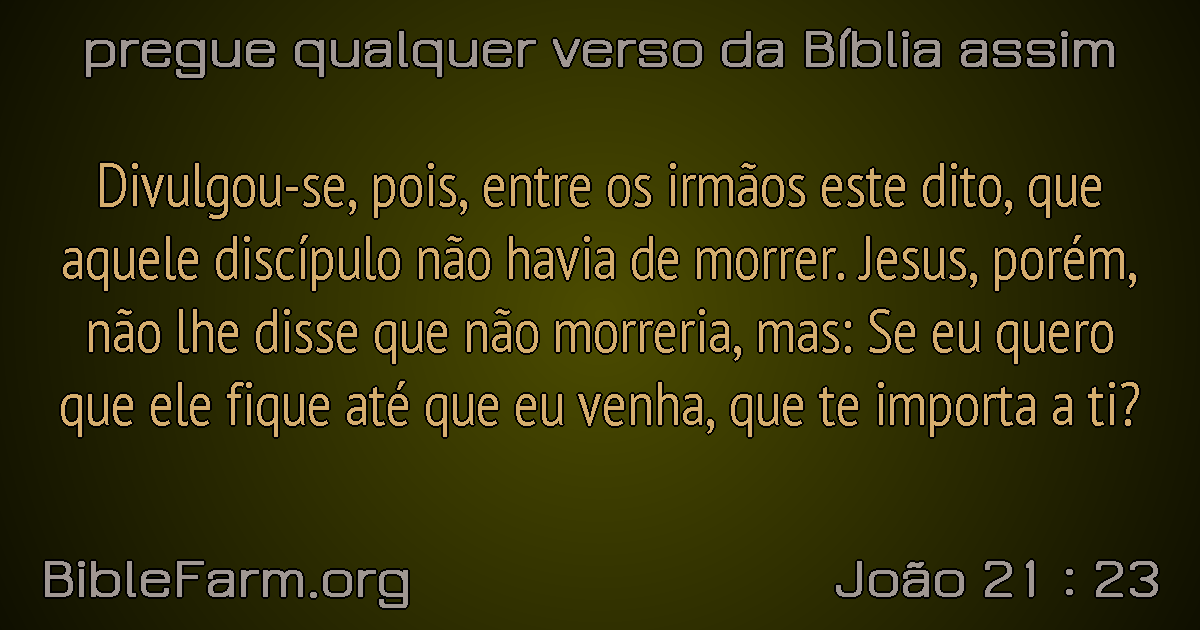 pregue qualquer verso da Bíblia assim
Divulgou-se, pois, entre os irmãos este dito, que
aquele discípulo não havia de morrer. Jesus, porém,
não lhe disse que não morreria, mas: Se eu quero
que ele fique até que eu venha, que te importa a ti?
BibleFarm.org
João 21 : 23